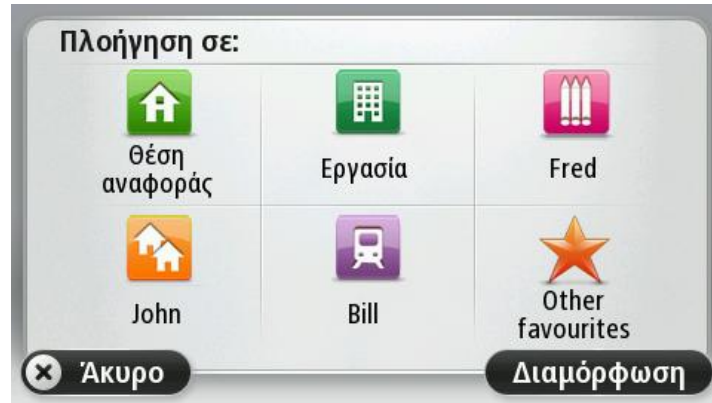 Πλοήγηση σε:
Θέση
αναφοράς
Εργασία
Fred
John
Bill
Other
favourites
Άκυρο
Διαμόρφωση